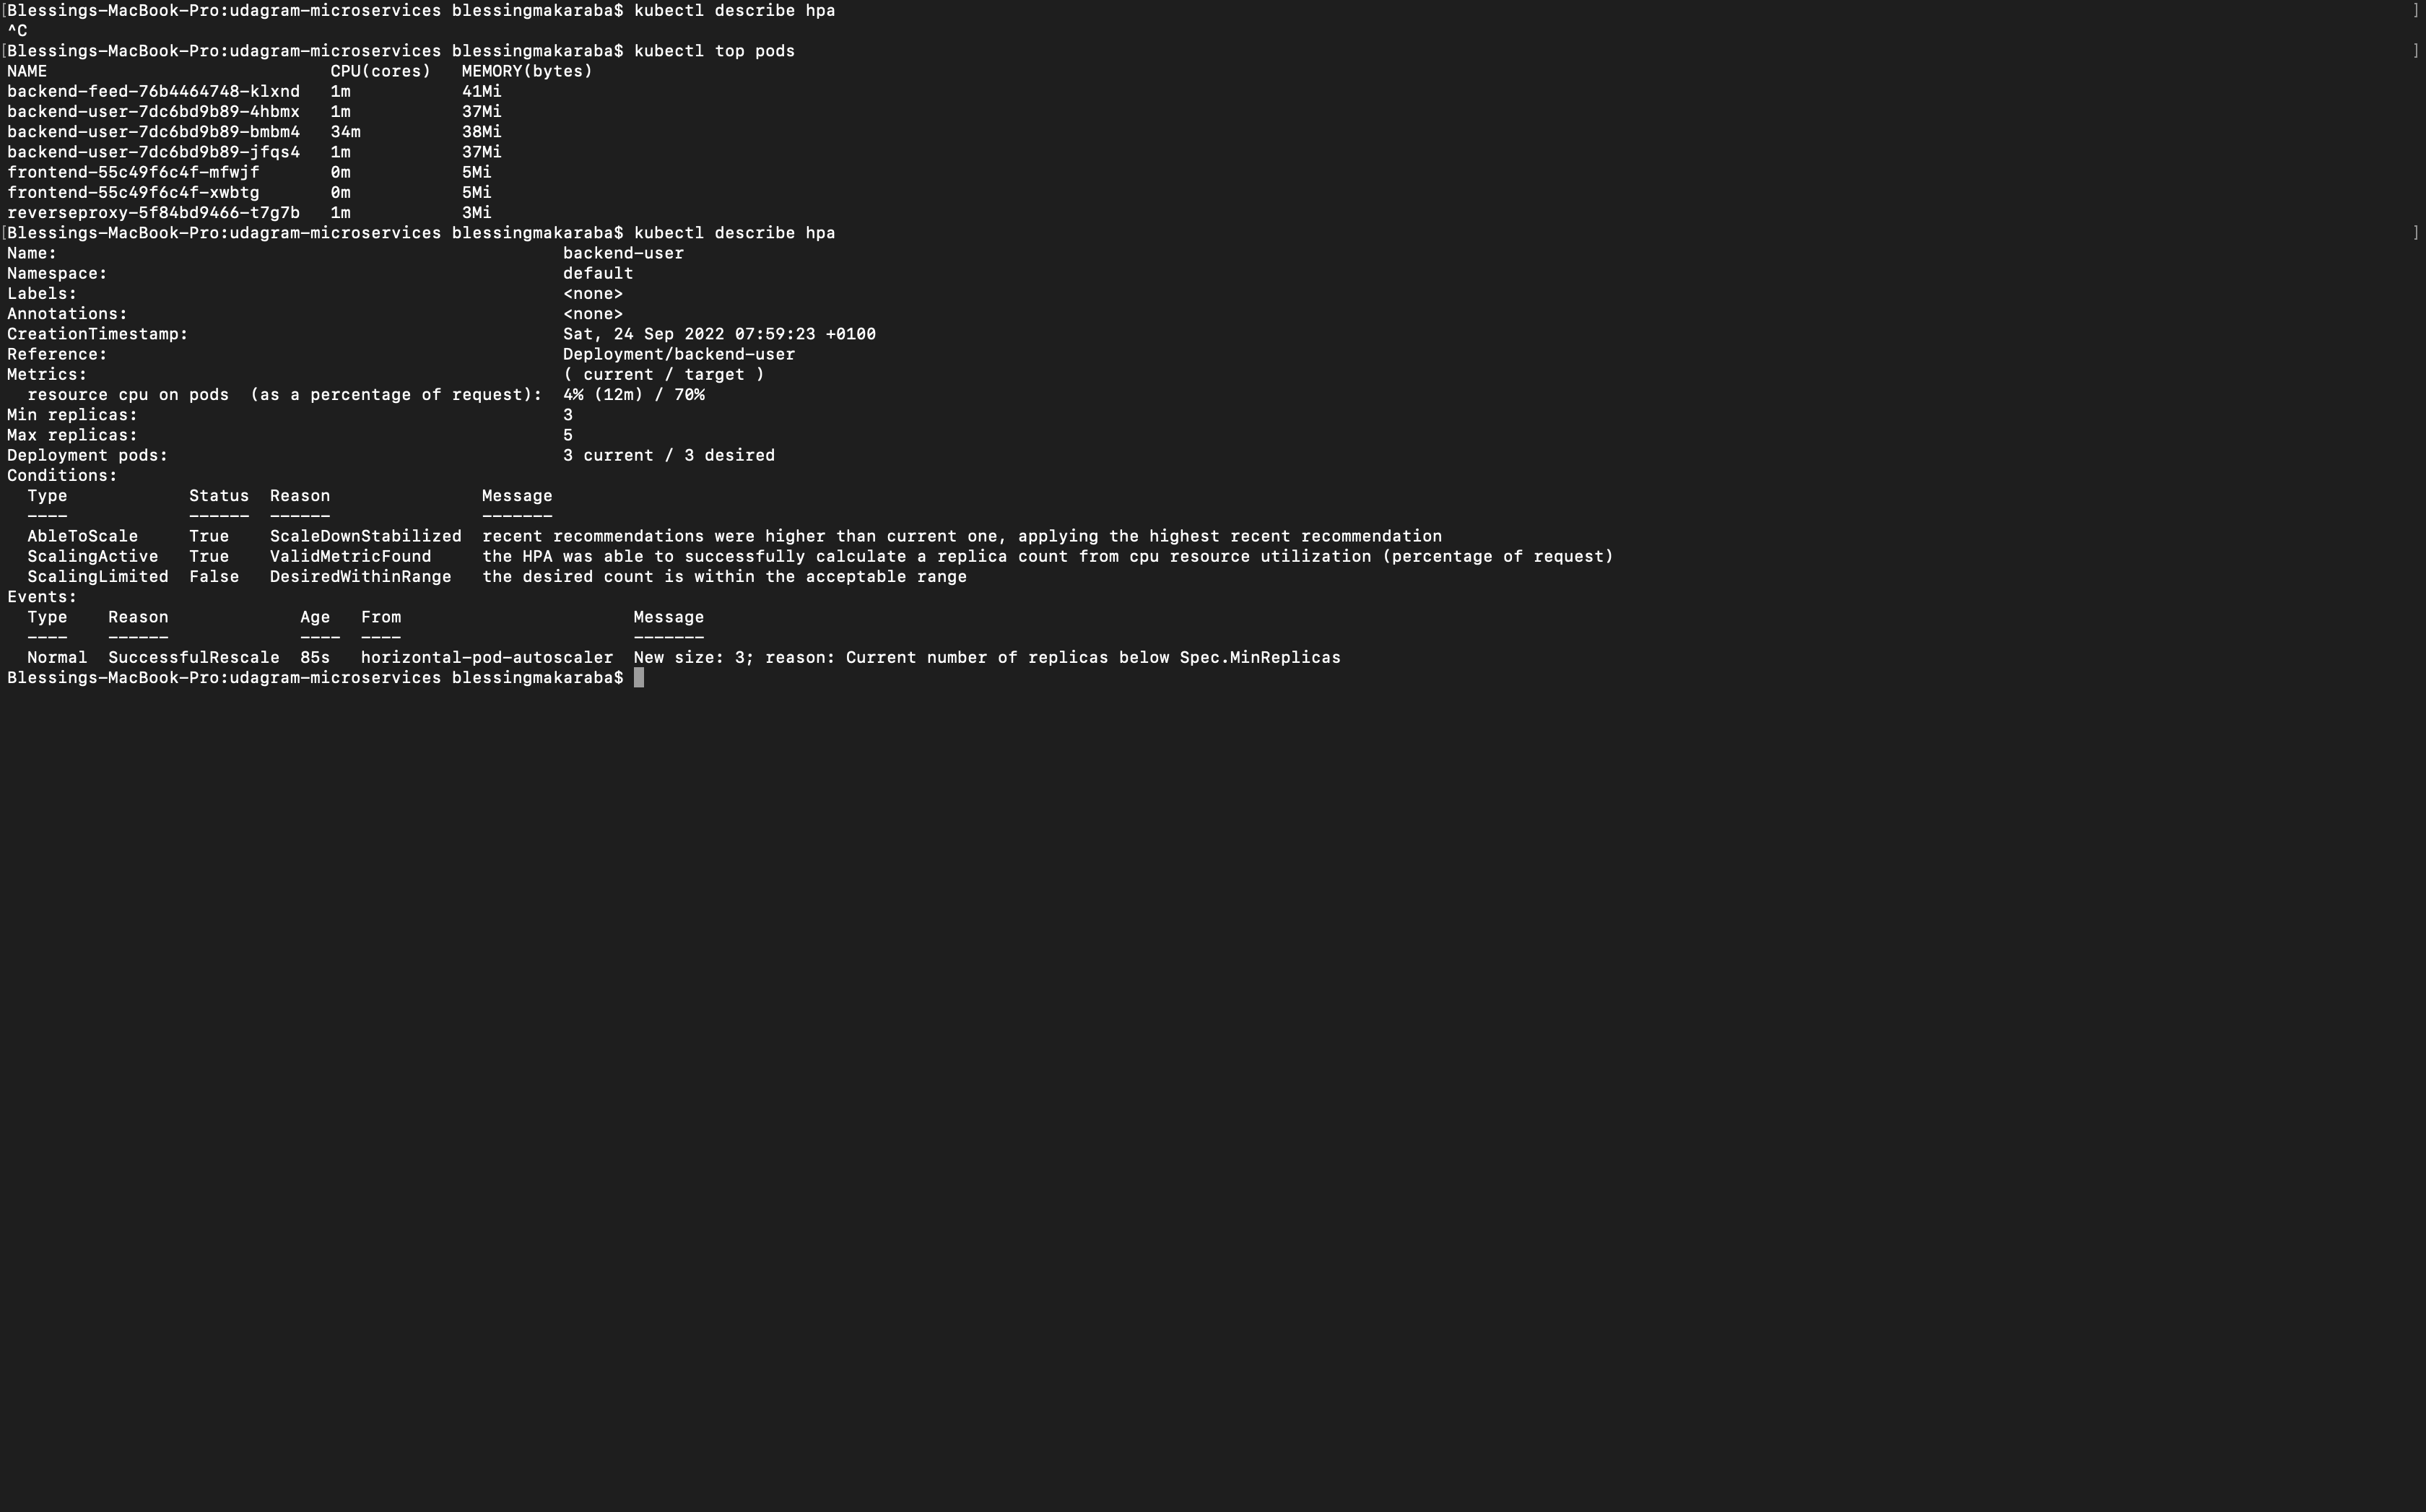 [Blessings-MacBook-Pro:udagram-microservices blessingmakaraba$ kubectl describe hpa ]
^C
[Blessings-MacBook-Pro:udagram-microservices blessingmakaraba$ kubectl top pods ]
NAME CPU(cores) MEMORY(bytes)
backend-feed-76b4464748-klxnd 1m 41Mi
backend-user-7dc6bd9b89-4hbmx 1m 37Mi
backend-user-7dc6bd9b89-bmbm4 34m 38Mi
backend-user-7dc6bd9b89-jfqs4 1m 37Mi
frontend-55c49f6c4f-mfwjf 0m 5Mi
frontend-55c49f6c4f-xwbtg 0m 5Mi
reverseproxy-5f84bd9466-t7g7b 1m 3Mi
[Blessings-MacBook-Pro:udagram-microservices blessingmakaraba$ kubectl describe hpa ]
Name: backend-user
Namespace: default
Labels: <none>
Annotations: <none>
CreationTimestamp: Sat, 24 Sep 2022 07:59:23 +0100
Reference: Deployment/backend-user
Metrics: ( current / target )
resource cpu on pods (as a percentage of request): 4% (12m) / 70%
Min replicas: 3
Max replicas: 5
Deployment pods: 3 current / 3 desired
Conditions:
Type Status Reason Message
---- ------ ------ -------
AbleToScale True ScaleDownStabilized recent recommendations were higher than current one, applying the highest recent recommendation
ScalingActive True ValidMetricFound the HPA was able to successfully calculate a replica count from cpu resource utilization (percentage of request)
ScalingLimited False DesiredWithinRange the desired count is within the acceptable range
Events:
Type Reason Age From Message
---- ------ ---- ---- -------
Normal SuccessfulRescale 85s horizontal-pod-autoscaler New size: 3; reason: Current number of replicas below Spec.MinReplicas
Blessings-MacBook-Pro:udagram-microservices blessingmakaraba$